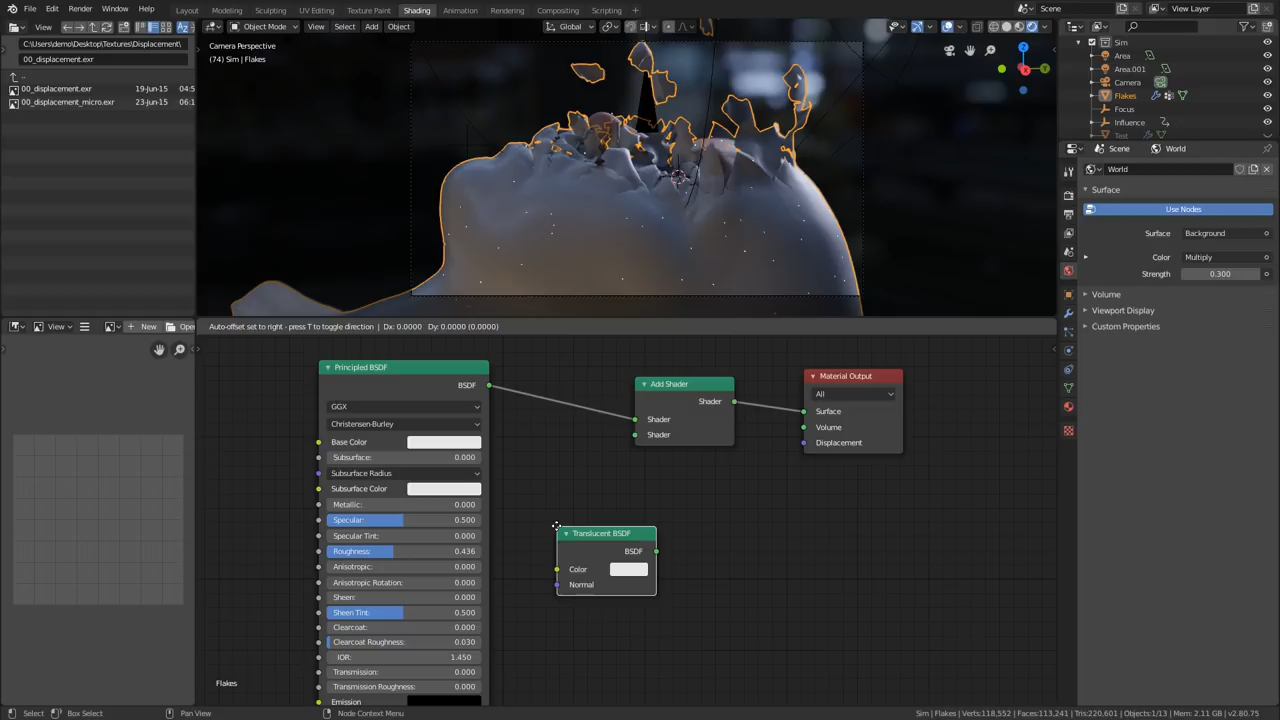 File Edit Render Window Help Layout Modeling Sculpting UV Editing Texture Paint Shading Animation Rendering Compositing Scripting + Scene View Layer
Object Mode View Select Add Object Global
C:\Users\demo\Desktop\Textures\Displacement\
00_displacement.exr
..
00_displacement.exr 19-Jun-15 04:5
00_displacement_micro.exr 23-Jun-15 06:1
Camera Perspective
(74) Sim | Flakes
Z
X
Y
Sim
Area
Area.001
Camera
Flakes
Focus
Influence
Test
Scene World
World
Surface
Use Nodes
Surface Background
Color Multiply
Strength 0.300
Volume
Viewport Display
Custom Properties
View New Open
Auto-offset set to right - press T to toggle direction | Dx: 0.0000 Dy: 0.0000 (0.0000)
Principled BSDF
BSDF
GGX
Christensen-Burley
Base Color
Subsurface: 0.000
Subsurface Radius
Subsurface Color
Metallic: 0.000
Specular: 0.500
Specular Tint: 0.000
Roughness: 0.436
Anisotropic: 0.000
Anisotropic Rotation: 0.000
Sheen: 0.000
Sheen Tint: 0.500
Clearcoat: 0.000
Clearcoat Roughness: 0.030
IOR: 1.450
Transmission: 0.000
Transmission Roughness: 0.000
Emission
Add Shader
Shader
Shader
Shader
Material Output
All
Surface
Volume
Displacement
Translucent BSDF
BSDF
Color
Normal
Flakes
Select Box Select Pan View Node Context Menu Sim | Flakes | Verts:118,552 | Faces:113,241 | Tris:220,601 | Objects:1/13 | Mem: 2.11 GB | v2.80.75